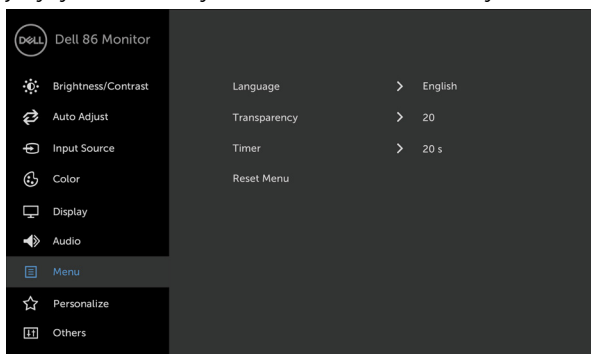 DELL
Dell 86 Monitor
Brightness/Contrast
Auto Adjust
Input Source
Color
Display
Audio
Menu
Personalize
Others
Language > English
Transparency > 20
Timer > 20 s
Reset Menu